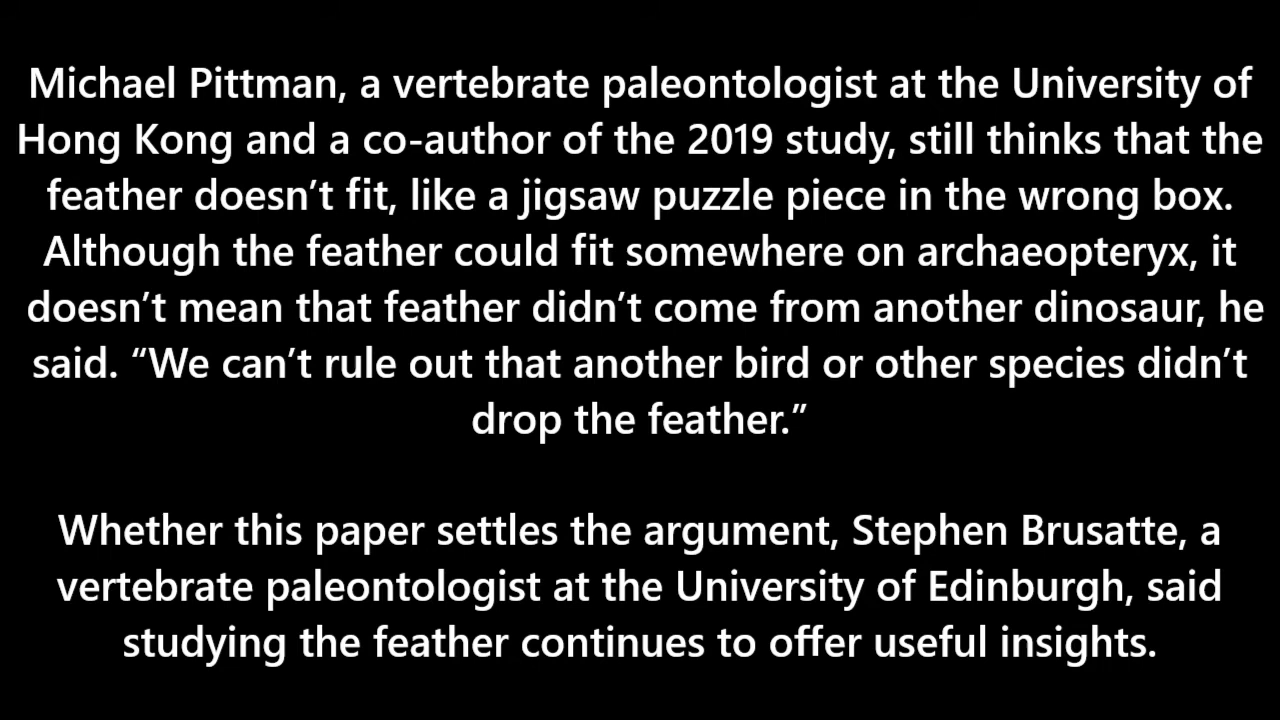 Michael Pittman, a vertebrate paleontologist at the University of
Hong Kong and a co-author of the 2019 study, still thinks that the
feather doesn’t fit, like a jigsaw puzzle piece in the wrong box.
Although the feather could fit somewhere on archaeopteryx, it
doesn’t mean that feather didn’t come from another dinosaur, he
said. “We can’t rule out that another bird or other species didn’t
drop the feather.”
Whether this paper settles the argument, Stephen Brusatte, a
vertebrate paleontologist at the University of Edinburgh, said
studying the feather continues to offer useful insights.